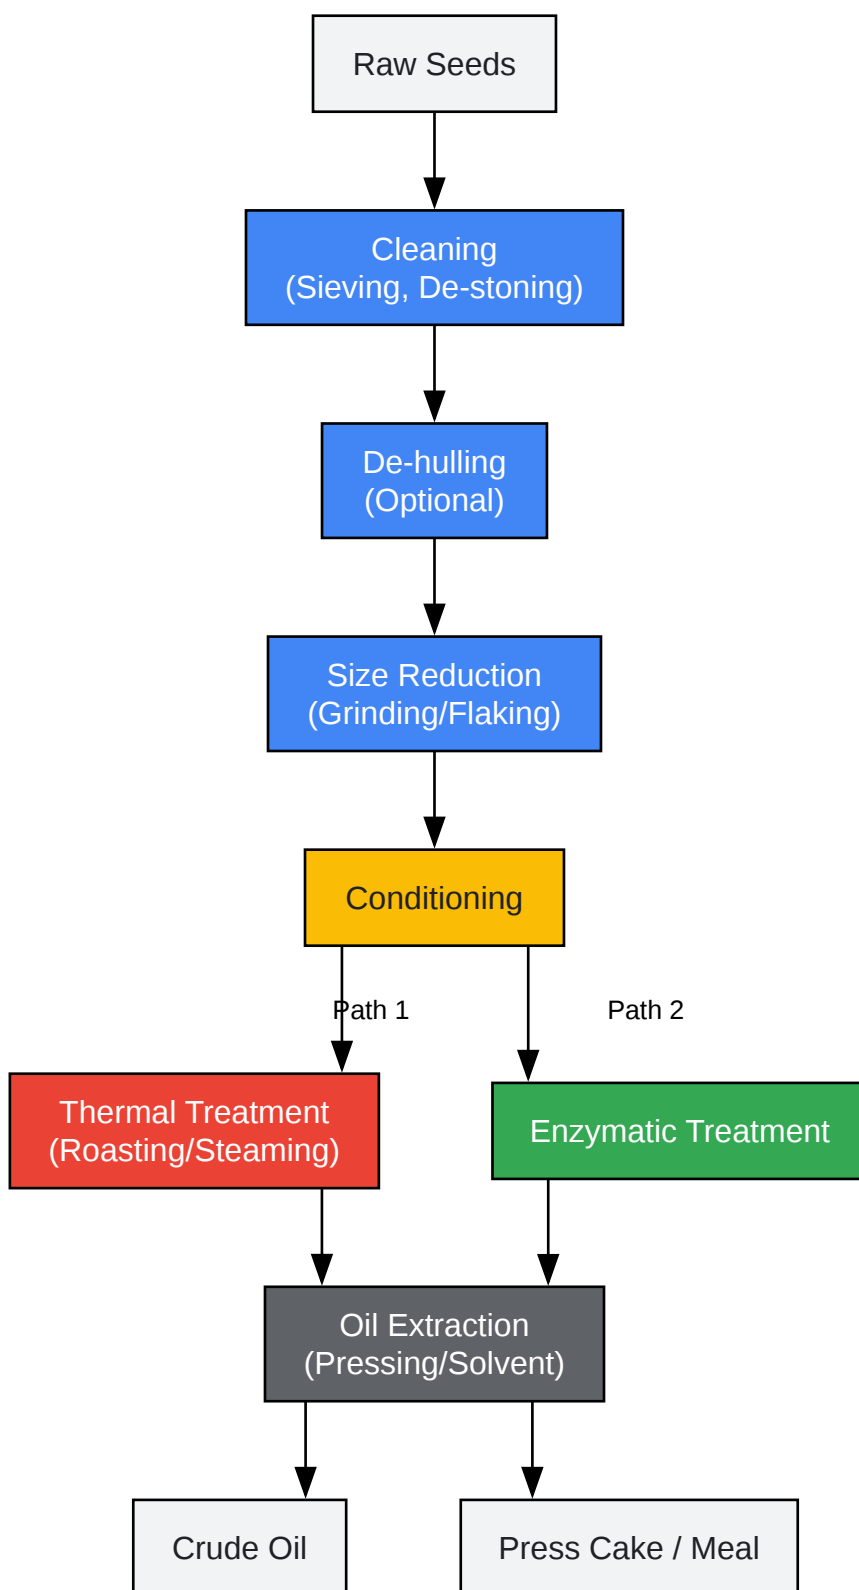 Raw Seeds
Cleaning
(Sieving, De-stoning)
De-hulling
(Optional)
Size Reduction
(Grinding/Flaking)
Conditioning
Path 1
Path 2
Thermal Treatment
(Roasting/Steaming)
Enzymatic Treatment
Oil Extraction
(Pressing/Solvent)
Crude Oil
Press Cake / Meal